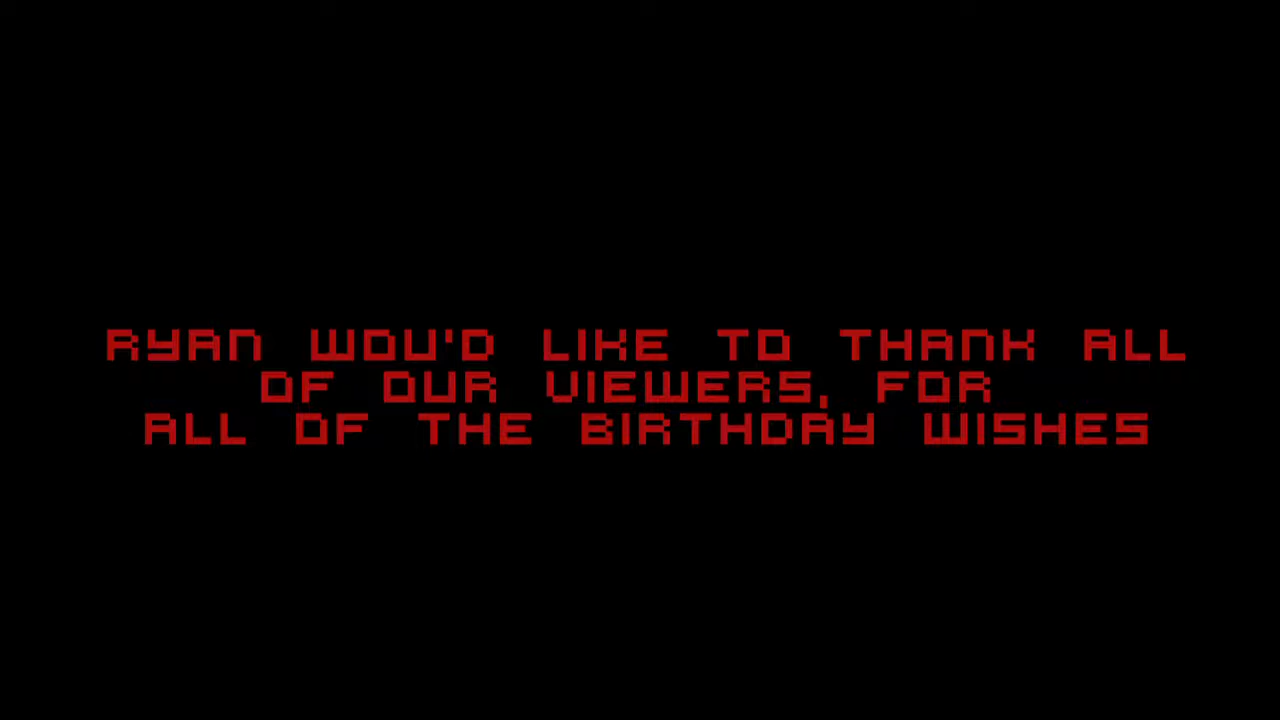 RYAN WOU'D LIKE TO THANK ALL
OF OUR VIEWERS, FOR
ALL OF THE BIRTHDAY WISHES